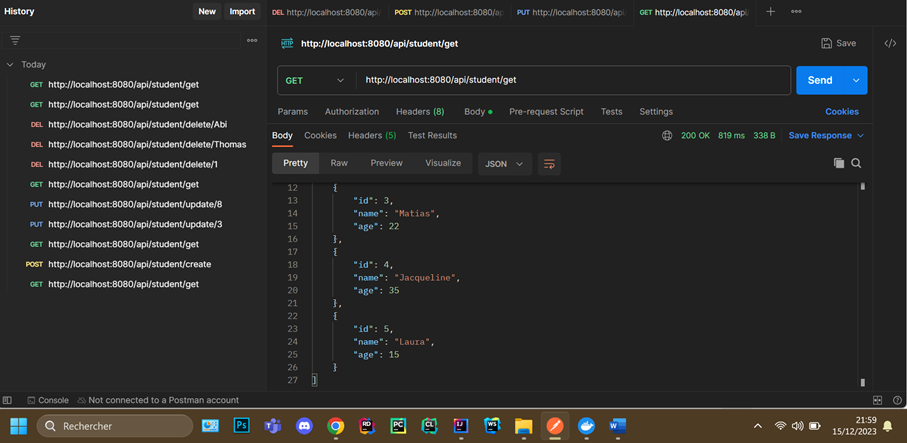 History
New Import
DEL http://localhost:8080/api/ POST http://localhost:8080/ap PUT http://localhost:8080/api. GET http://localhost:8080/api/
HTTP http://localhost:8080/api/student/get
Save
Today
GET http://localhost:8080/api/student/get
GET http://localhost:8080/api/student/get
DEL http://localhost:8080/api/student/delete/Abi
DEL http://localhost:8080/api/student/delete/Thomas
DEL http://localhost:8080/api/student/delete/1
GET http://localhost:8080/api/student/get
PUT http://localhost:8080/api/student/update/8
PUT http://localhost:8080/api/student/update/3
GET http://localhost:8080/api/student/get
POST http://localhost:8080/api/student/create
GET http://localhost:8080/api/student/get
GET http://localhost:8080/api/student/get Send
Params Authorization Headers (8) Body Pre-request Script Tests Settings Cookies
Body Cookies Headers (5) Test Results 200 OK 819 ms 338 B Save Response
Pretty Raw Preview Visualize JSON
12 {
13 "id": 3,
14 "name": "Matias",
15 "age": 22
16 },
17 {
18 "id": 4,
19 "name": "Jacqueline",
20 "age": 35
21 },
22 {
23 "id": 5,
24 "name": "Laura",
25 "age": 15
26 }
27 ]
Console Not connected to a Postman account
Rechercher
21:59
15/12/2023